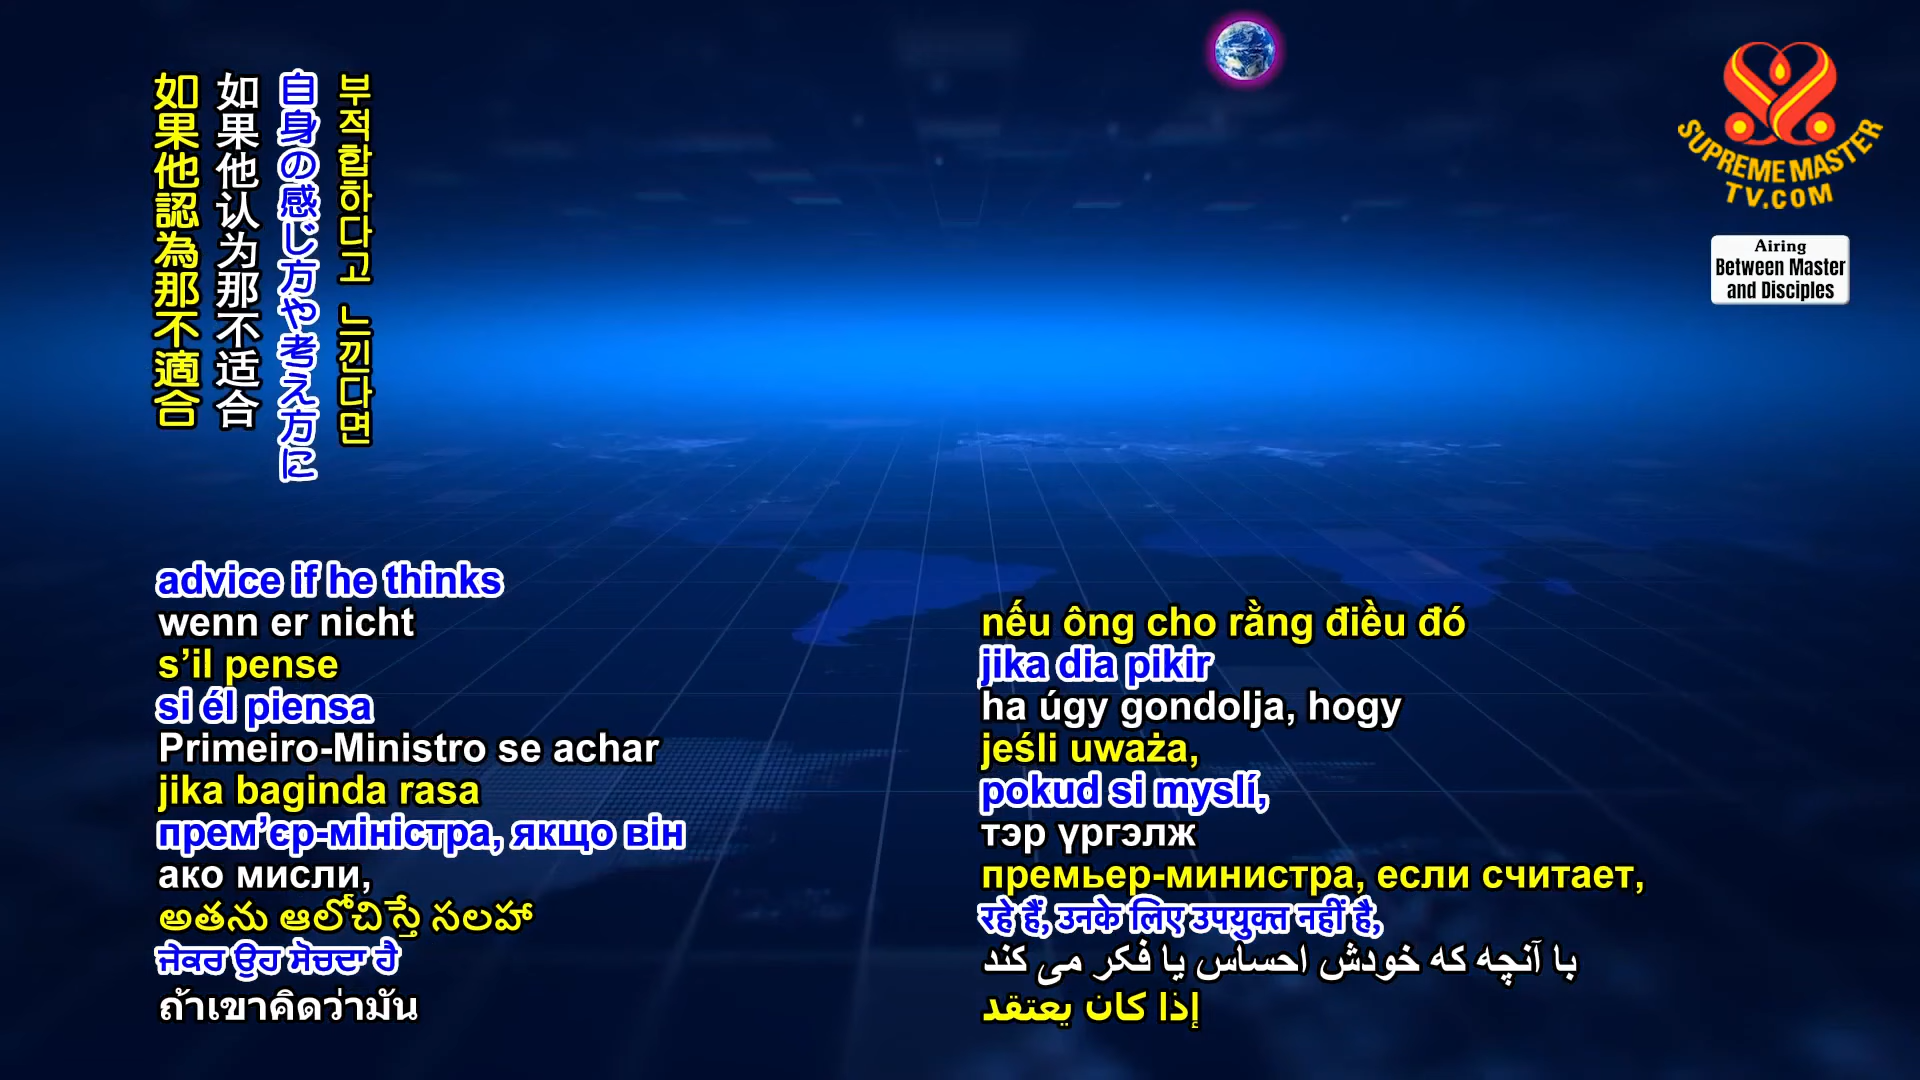 如果他認為那不適合
如果他认为那不适合
自身の感じ方や考え方に
부적합하다고 느낀다면
SUPREME MASTER
TV.COM
Airing
Between Master
and Disciples
advice if he thinks
wenn er nicht
s’il pense
si él piensa
Primeiro-Ministro se achar
jika baginda rasa
прем’єр-міністра, якщо він
ако мисли,
అతను ఆలోచిస్తే సలహా
ਜੇਕਰ ਉਹ ਸੋਚਦਾ ਹੈ
ถ้าเขาคิดว่ามัน
nếu ông cho rằng điều đó
jika dia pikir
ha úgy gondolja, hogy
jeśli uważa,
pokud si myslí,
тэр үргэлж
премьер-министра, если считает,
रहे हैं, उनके लिए उपयुक्त नहीं है,
با آنچه که خودش احساس یا فکر می کند
إذا كان يعتقد